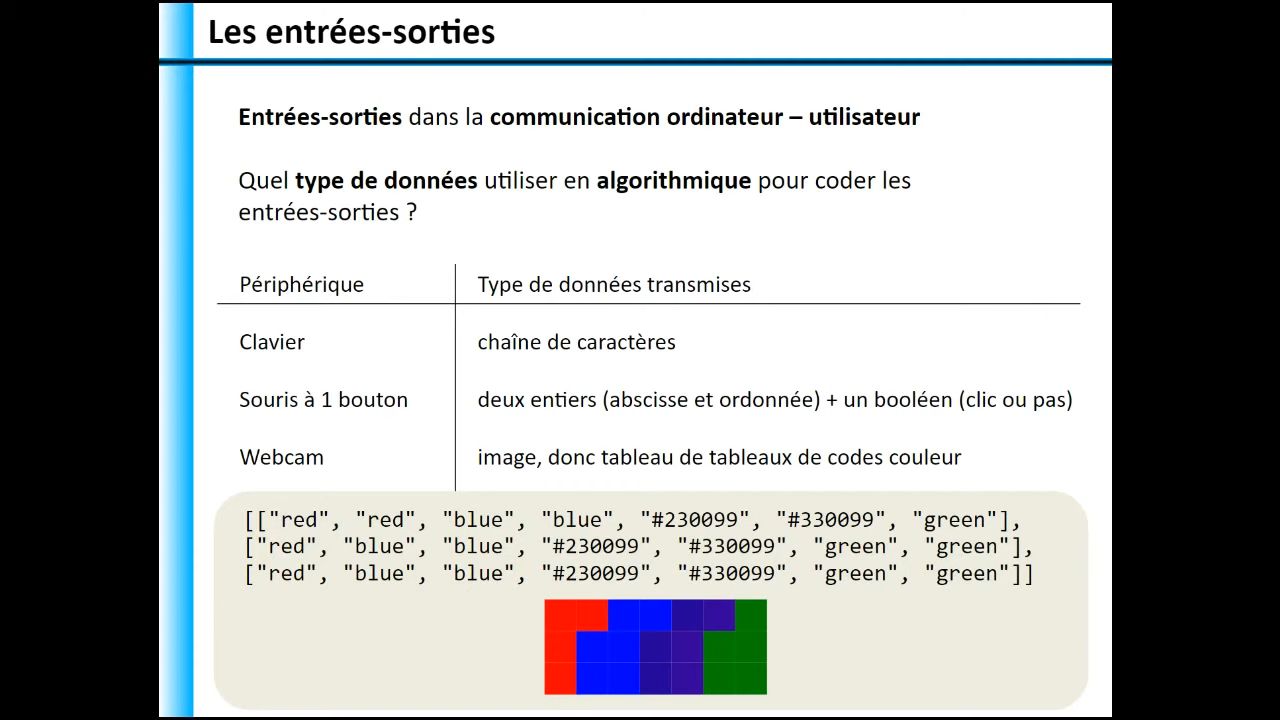 Les entrées-sorties
Entrées-sorties dans la communication ordinateur – utilisateur
Quel type de données utiliser en algorithmique pour coder les
entrées-sorties ?
Périphérique Type de données transmises
Clavier chaîne de caractères
Souris à 1 bouton deux entiers (abscisse et ordonnée) + un booléen (clic ou pas)
Webcam image, donc tableau de tableaux de codes couleur
[["red", "red", "blue", "blue", "#230099", "#330099", "green"],
["red", "blue", "blue", "#230099", "#330099", "green", "green"],
["red", "blue", "blue", "#230099", "#330099", "green", "green"]]